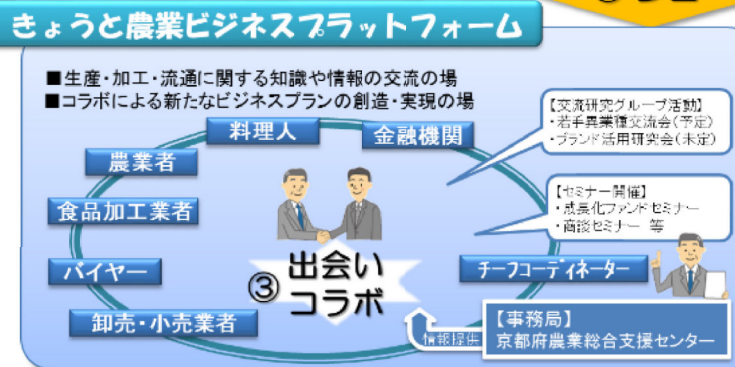 きょうと農業ビジネスプラットフォーム
■生産・加工・流通に関する知識や情報の交流の場
■コラボによる新たなビジネスプランの創造・実現の場
料理人
金融機関
農業者
食品加工業者
バイヤー
卸売・小売業者
③
出会い
コラボ
【交流研究グループ活動】
・若手異業種交流会(予定)
・ブランド活用研究会(未定)
【セミナー開催】
・成長化ファンドセミナー
・商談セミナー 等
チーフコーディネーター
情報提供
【事務局】
京都府農業総合支援センター